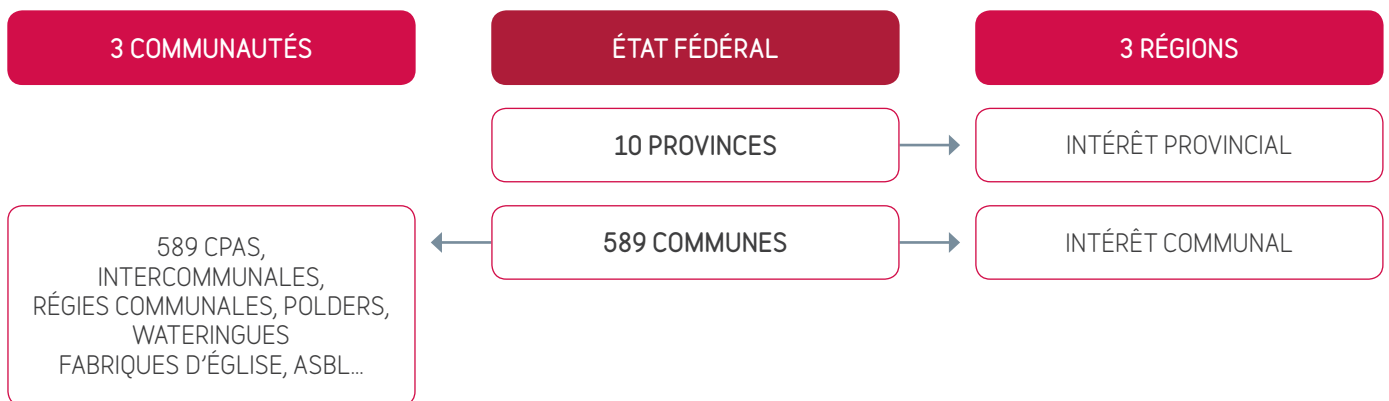 3 COMMUNAUTÉS
ÉTAT FÉDÉRAL
3 RÉGIONS
10 PROVINCES
INTÉRÊT PROVINCIAL
589 CPAS,
INTERCOMMUNALES,
RÉGIES COMMUNALES, POLDERS,
WATERINGUES
FABRIQUES D’ÉGLISE, ASBL…
589 COMMUNES
INTÉRÊT COMMUNAL